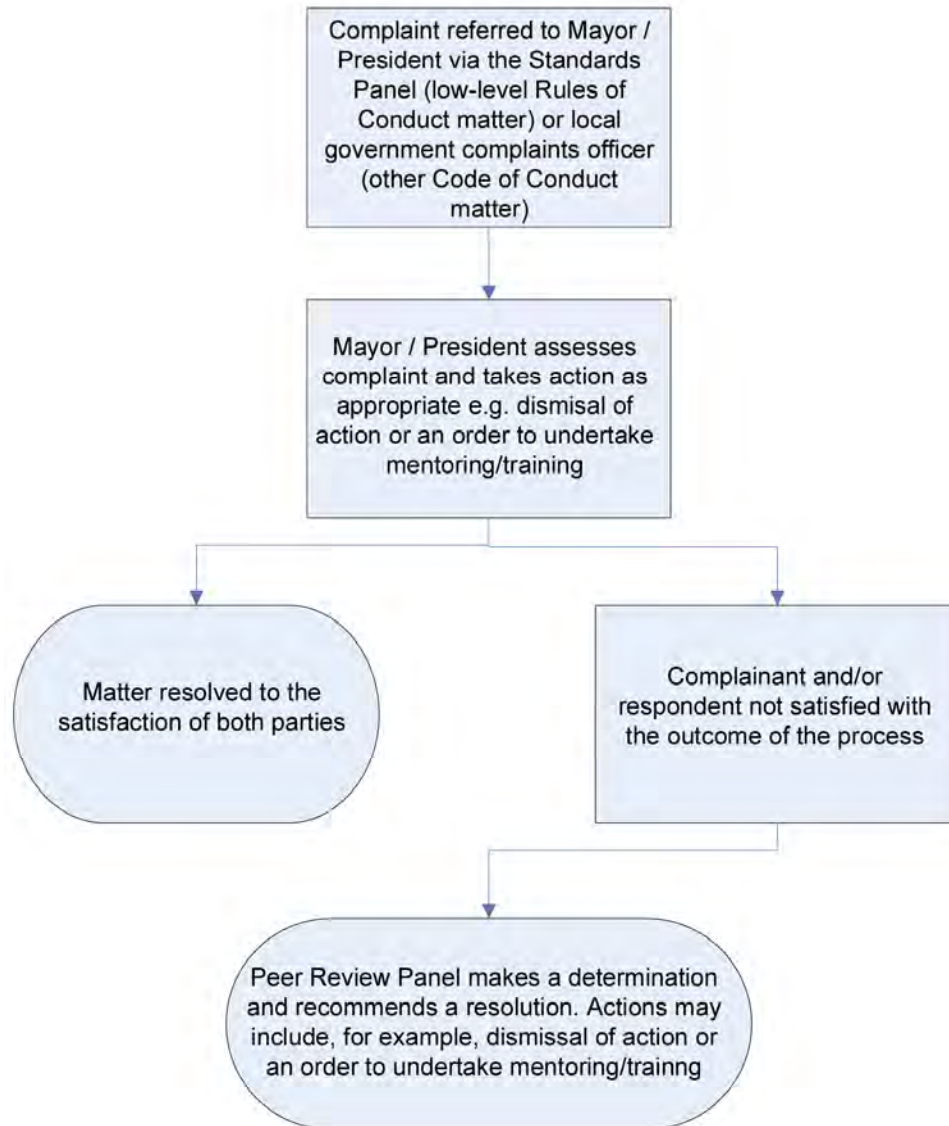 Complaint referred to Mayor /
President via the Standards
Panel (low-level Rules of
Conduct matter) or local
government complaints officer
(other Code of Conduct
matter)
Mayor / President assesses
complaint and takes action as
appropriate e.g. dismisal of
action or an order to undertake
mentoring/training
Matter resolved to the
satisfaction of both parties
Complainant and/or
respondent not satisfied with
the outcome of the process
Peer Review Panel makes a determination
and recommends a resolution. Actions may
include, for example, dismissal of action or
an order to undertake mentoring/trainng